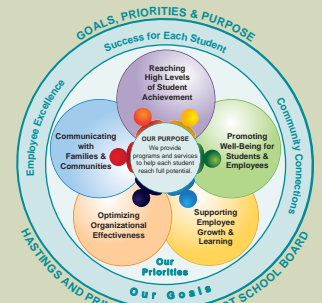 GOALS, PRIORITIES & PURPOSE
Success for Each Student
Employee Excellence
Community Connections
Reaching
High Levels
of Student
Achievement
Communicating
with
Families &
Communities
OUR PURPOSE
We provide
programs and services
to help each student
reach full potential.
Promoting
Well-Being for
Students &
Employees
Optimizing
Organizational
Effectiveness
Supporting
Employee
Growth &
Learning
Our
Priorities
Our Goals
HASTINGS AND
SCHOOL BOARD